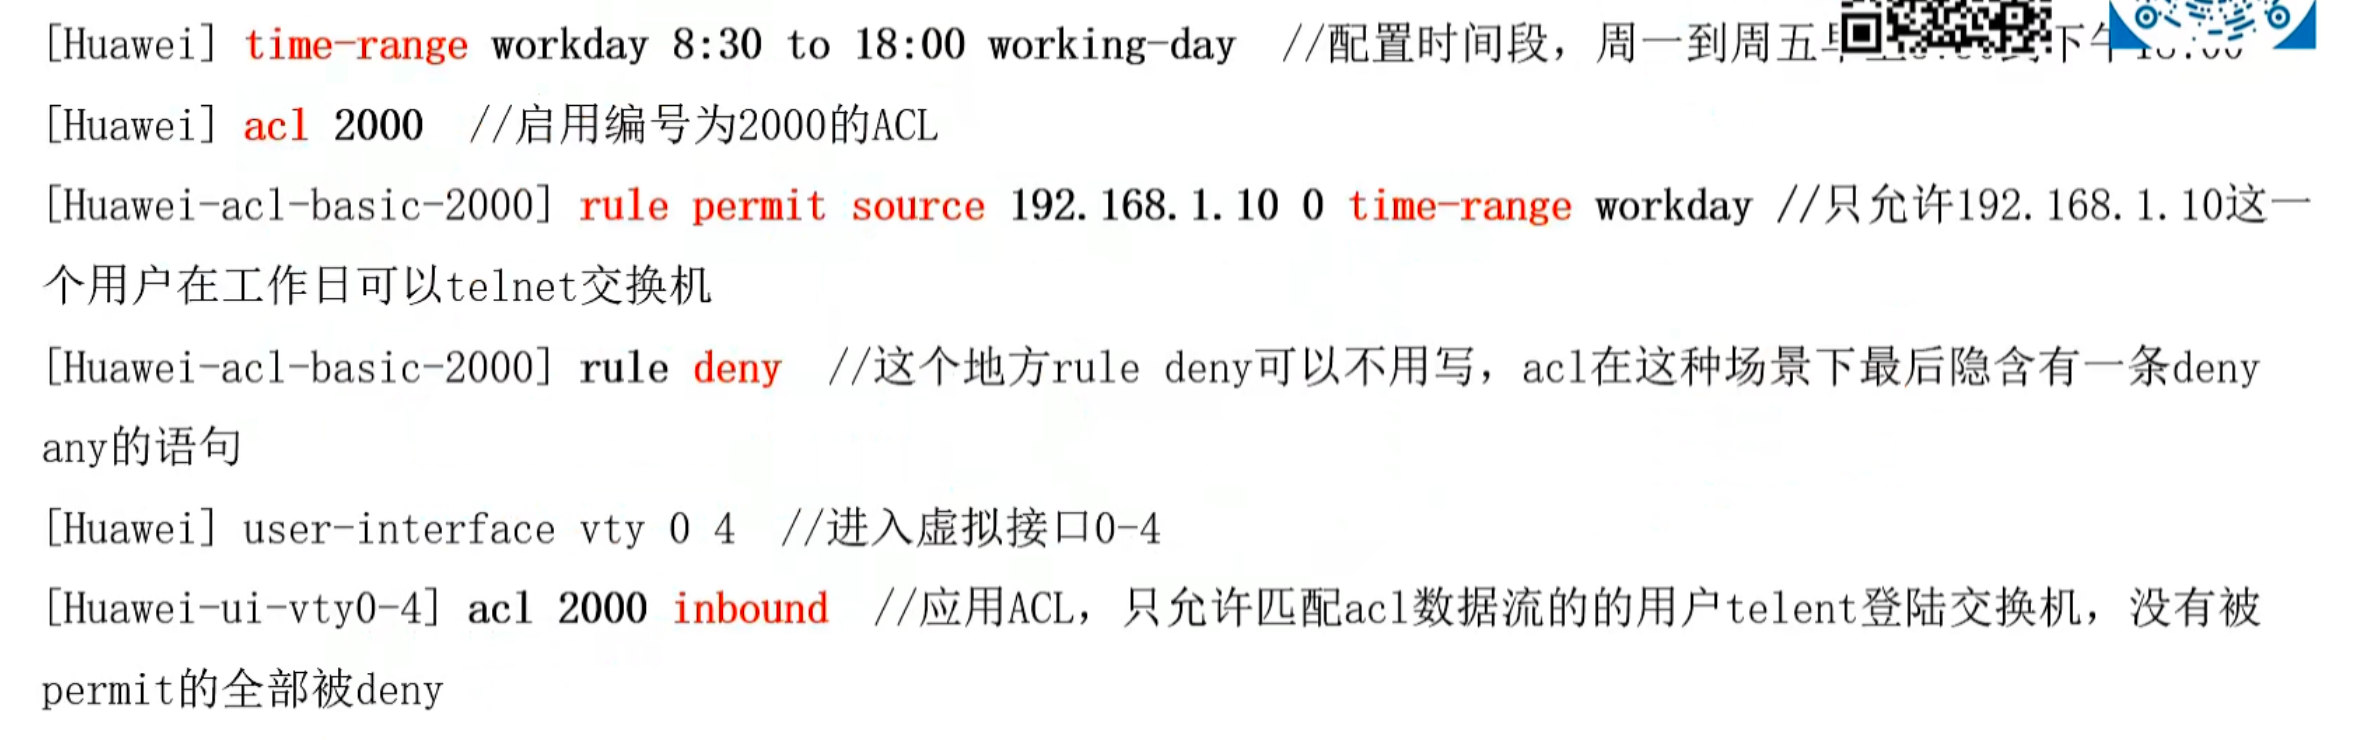 [Huawei] time-range workday 8:30 to 18:00 working-day //配置时间段，周一到周五 下午
[Huawei] acl 2000 //启用编号为2000的ACL
[Huawei-acl-basic-2000] rule permit source 192.168.1.10 0 time-range workday //只允许192.168.1.10这一
个用户在工作日可以telnet交换机
[Huawei-acl-basic-2000] rule deny //这个地方rule deny可以不用写，acl在这种场景下最后隐含有一条deny
any的语句
[Huawei] user-interface vty 0 4 //进入虚拟接口0-4
[Huawei-ui-vty0-4] acl 2000 inbound //应用ACL，只允许匹配acl数据流的的用户telent登陆交换机，没有被
permit的全部被deny